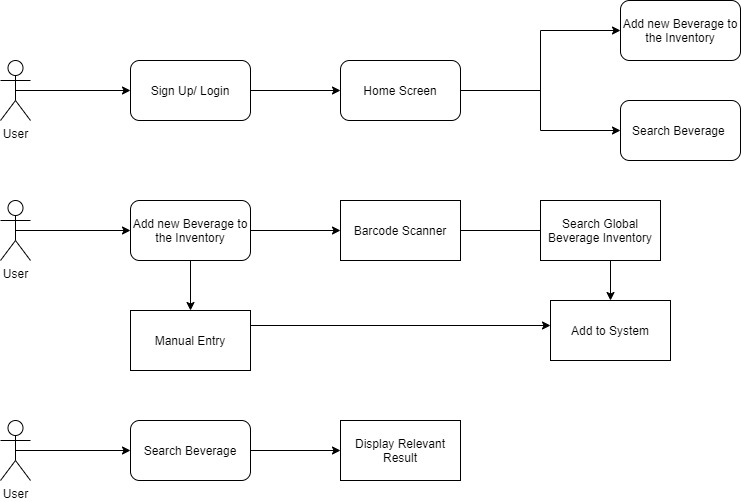 Add new Beverage to
the Inventory
Sign Up/ Login
Home Screen
User
Search Beverage
Add new Beverage to
the Inventory
Barcode Scanner
Search Global
Beverage Inventory
User
Manual Entry
Add to System
Search Beverage
Display Relevant
Result
User